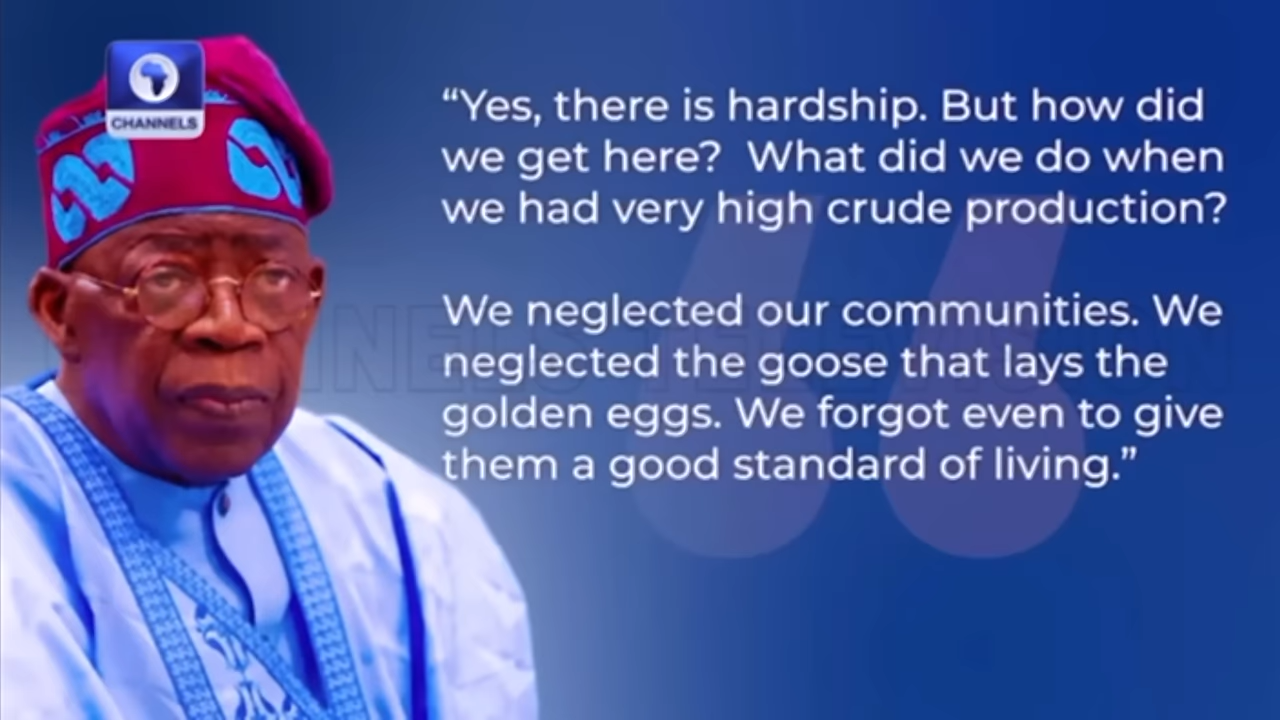 CHANNELS
“Yes, there is hardship. But how did
we get here?  What did we do when
we had very high crude production?
We neglected our communities. We
neglected the goose that lays the
golden eggs. We forgot even to give
them a good standard of living.”